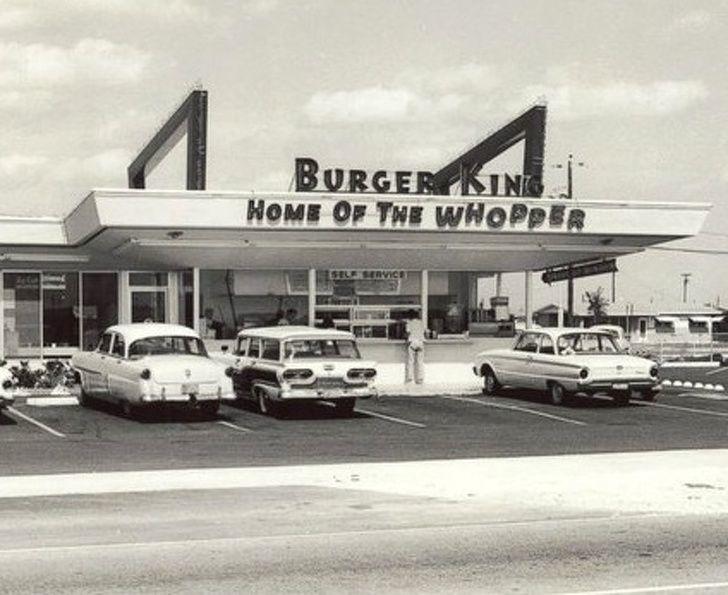 BURGER KING
HOME OF THE WHOPPER
SELF SERVICE